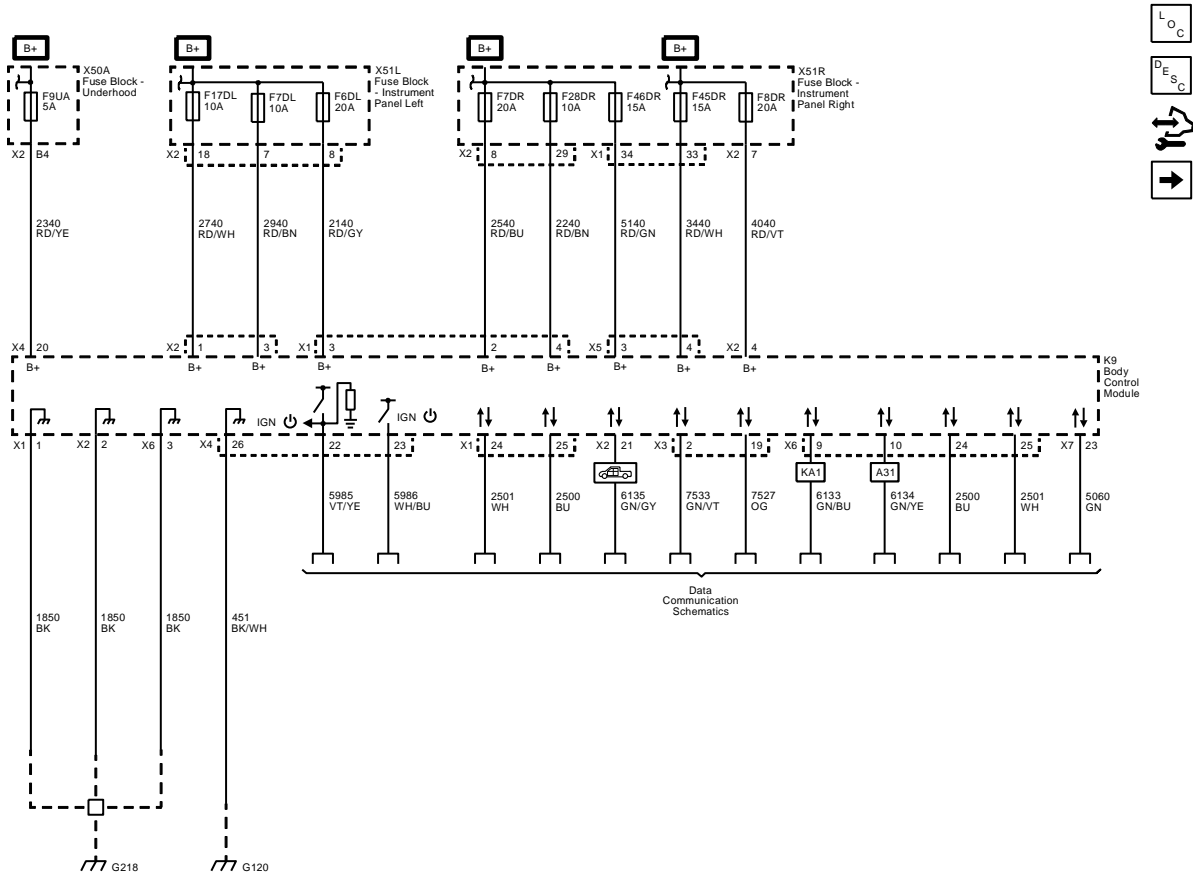 L O C
D E S C
B+ B+ B+ B+
X50A
Fuse Block -
Underhood
F9UA
5A
X51L
Fuse Block
- Instrument
Panel Left
F17DL
10A
F7DL
10A
F6DL
20A
X51R
Fuse Block -
Instrument
Panel Right
F7DR
20A
F28DR
10A
F46DR
15A
F45DR
15A
F8DR
20A
X2 B4 X2 18 7 8 X2 8 29 X1 34 33 X2 7
2340
RD/YE
2740
RD/WH
2940
RD/BN
2140
RD/GY
2540
RD/BU
2240
RD/BN
5140
RD/GN
3440
RD/WH
4040
RD/VT
X4 20 X2 1 3 X1 3 2 4 X5 3 4 X2 4
B+ B+ B+ B+ B+ B+ B+ B+ B+
K9
Body
Control
Module
IGN IGN
X1 1 X2 2 X6 3 X4 26 22 23 X1 24 25 X2 21 X3 2 19 X6 9 10 24 25 X7 23
KA1 A31
5985
VT/YE
5986
WH/BU
2501
WH
2500
BU
6135
GN/GY
7533
GN/VT
7527
OG
6133
GN/BU
6134
GN/YE
2500
BU
2501
WH
5060
GN
Data
Communication
Schematics
1850
BK
1850
BK
1850
BK
451
BK/WH
G218 G120